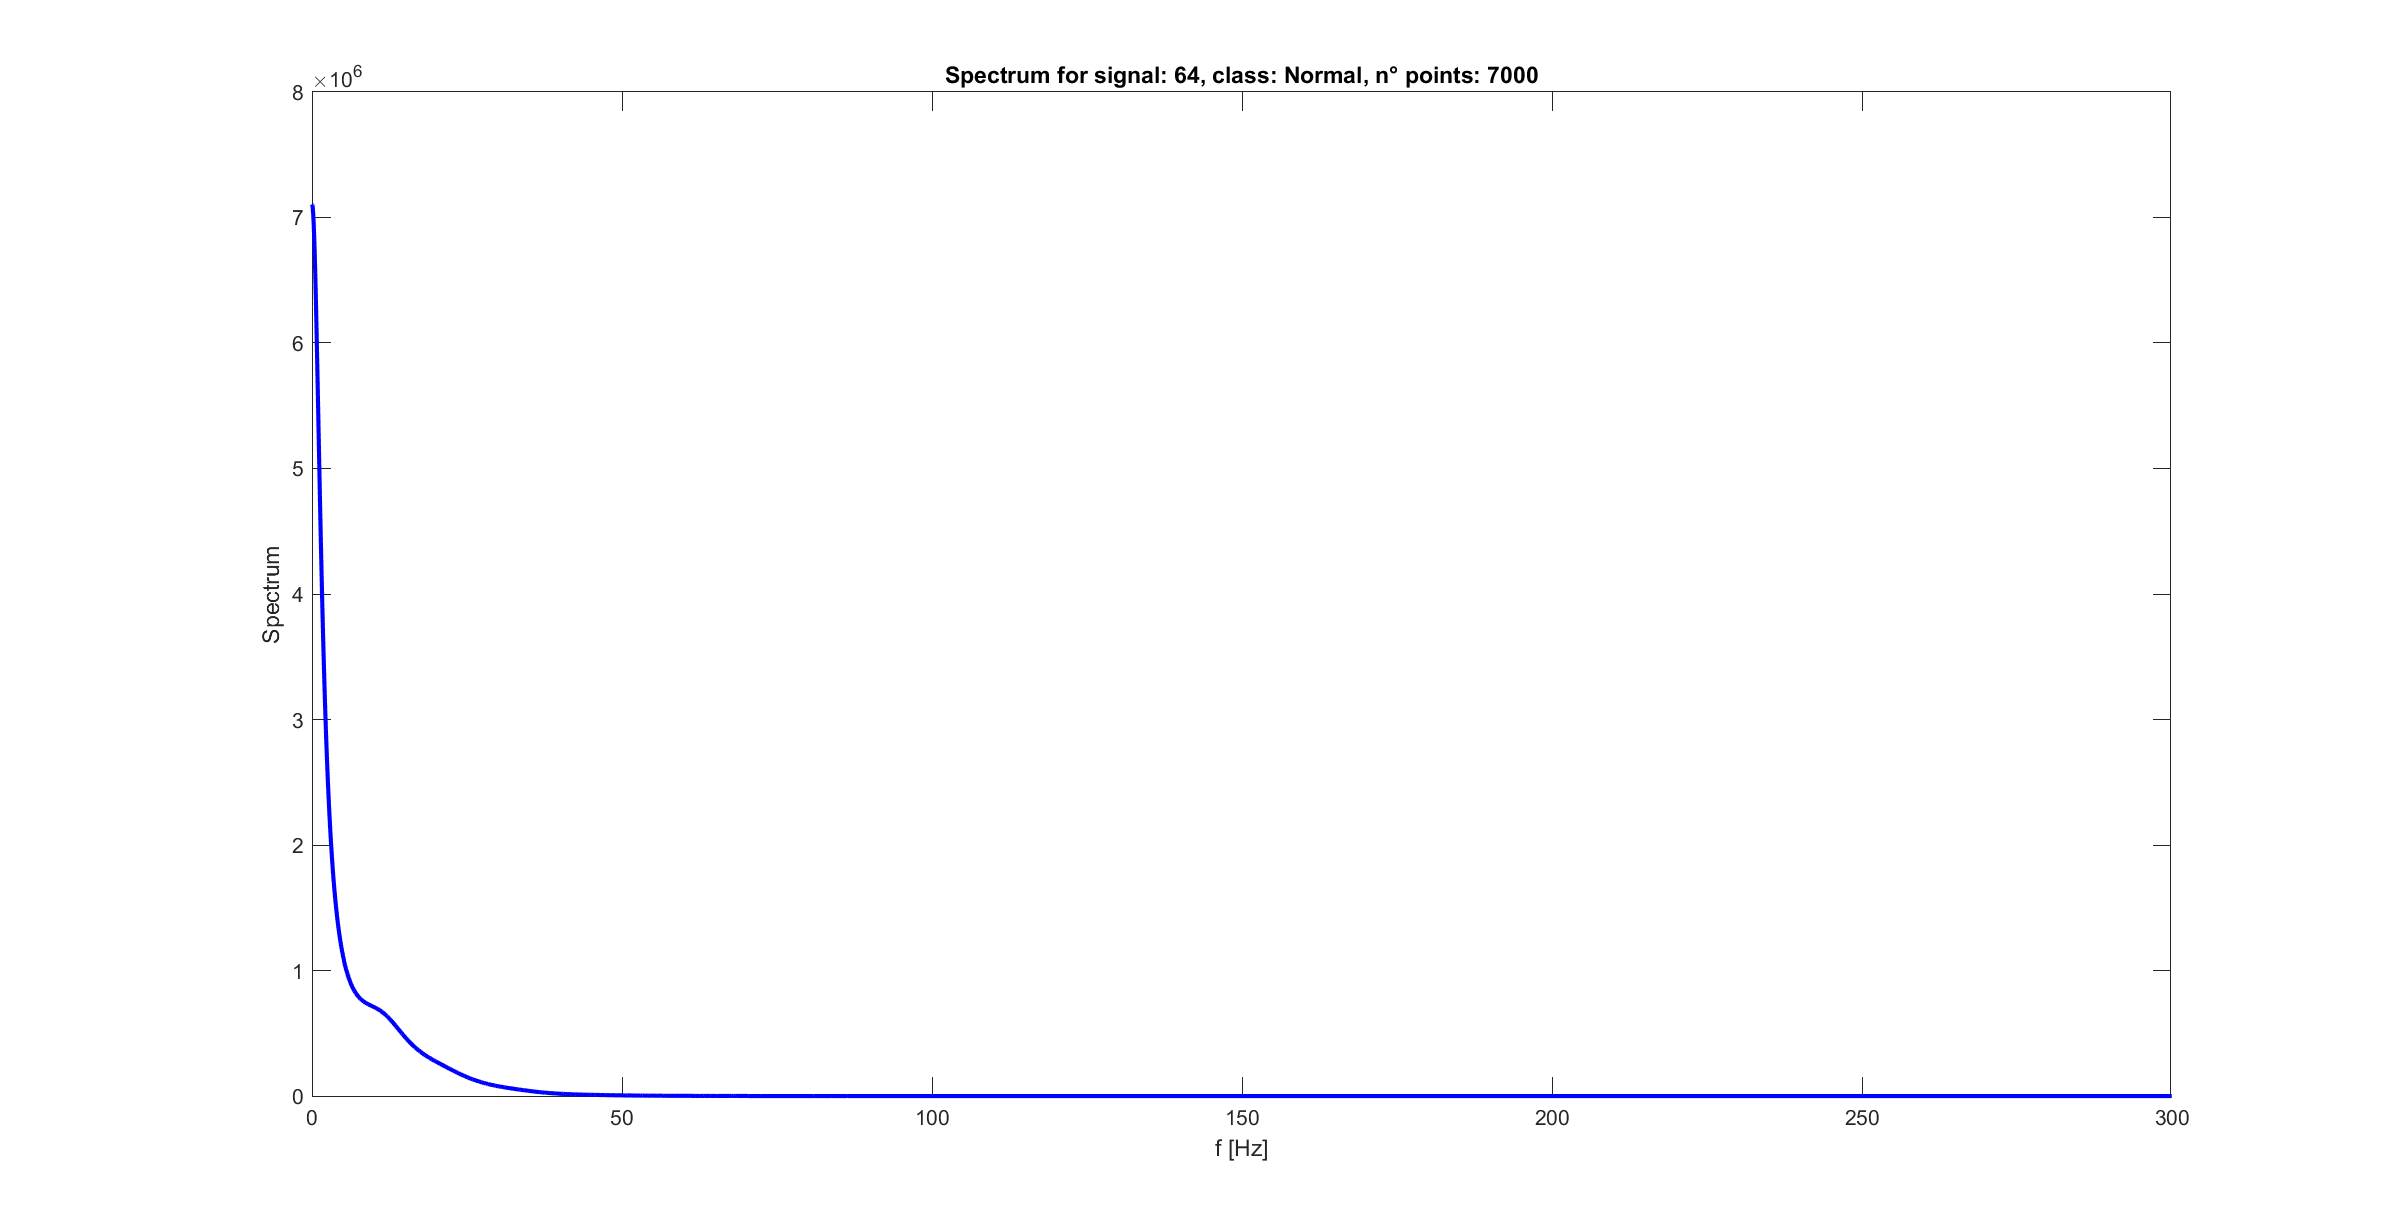 Spectrum for signal: 64, class: Normal, n° points: 7000
×10^6
8
7
6
5
4
3
2
1
0
Spectrum
0 50 100 150 200 250 300
f [Hz]